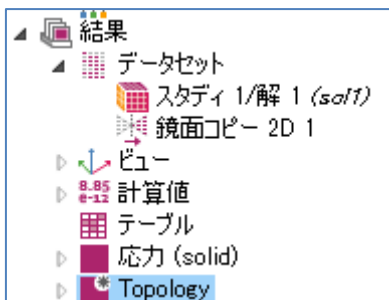 結果
データセット
スタディ 1/解 1 (sol1)
鏡面コピー 2D 1
ビュー
8.85
e-12 計算値
テーブル
応力 (solid)
Topology